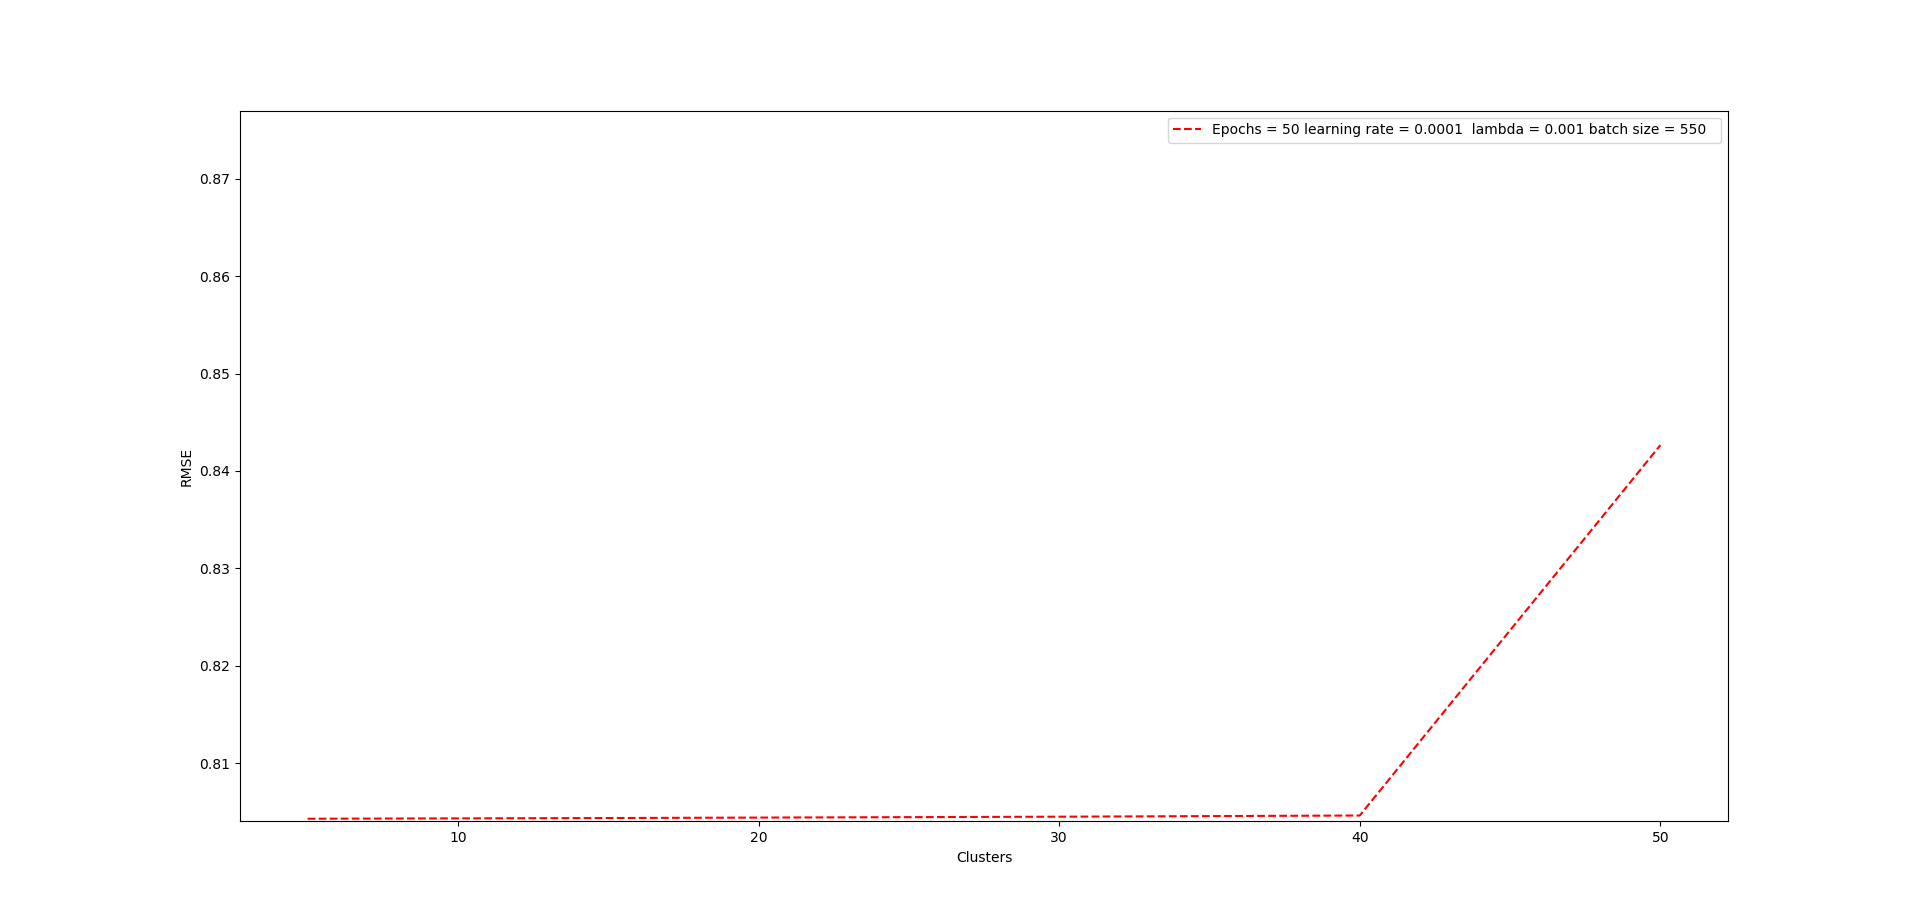 Epochs = 50 learning rate = 0.0001  lambda = 0.001 batch size = 550
0.87
0.86
0.85
0.84
0.83
0.82
0.81
RMSE
10 20 30 40 50
Clusters